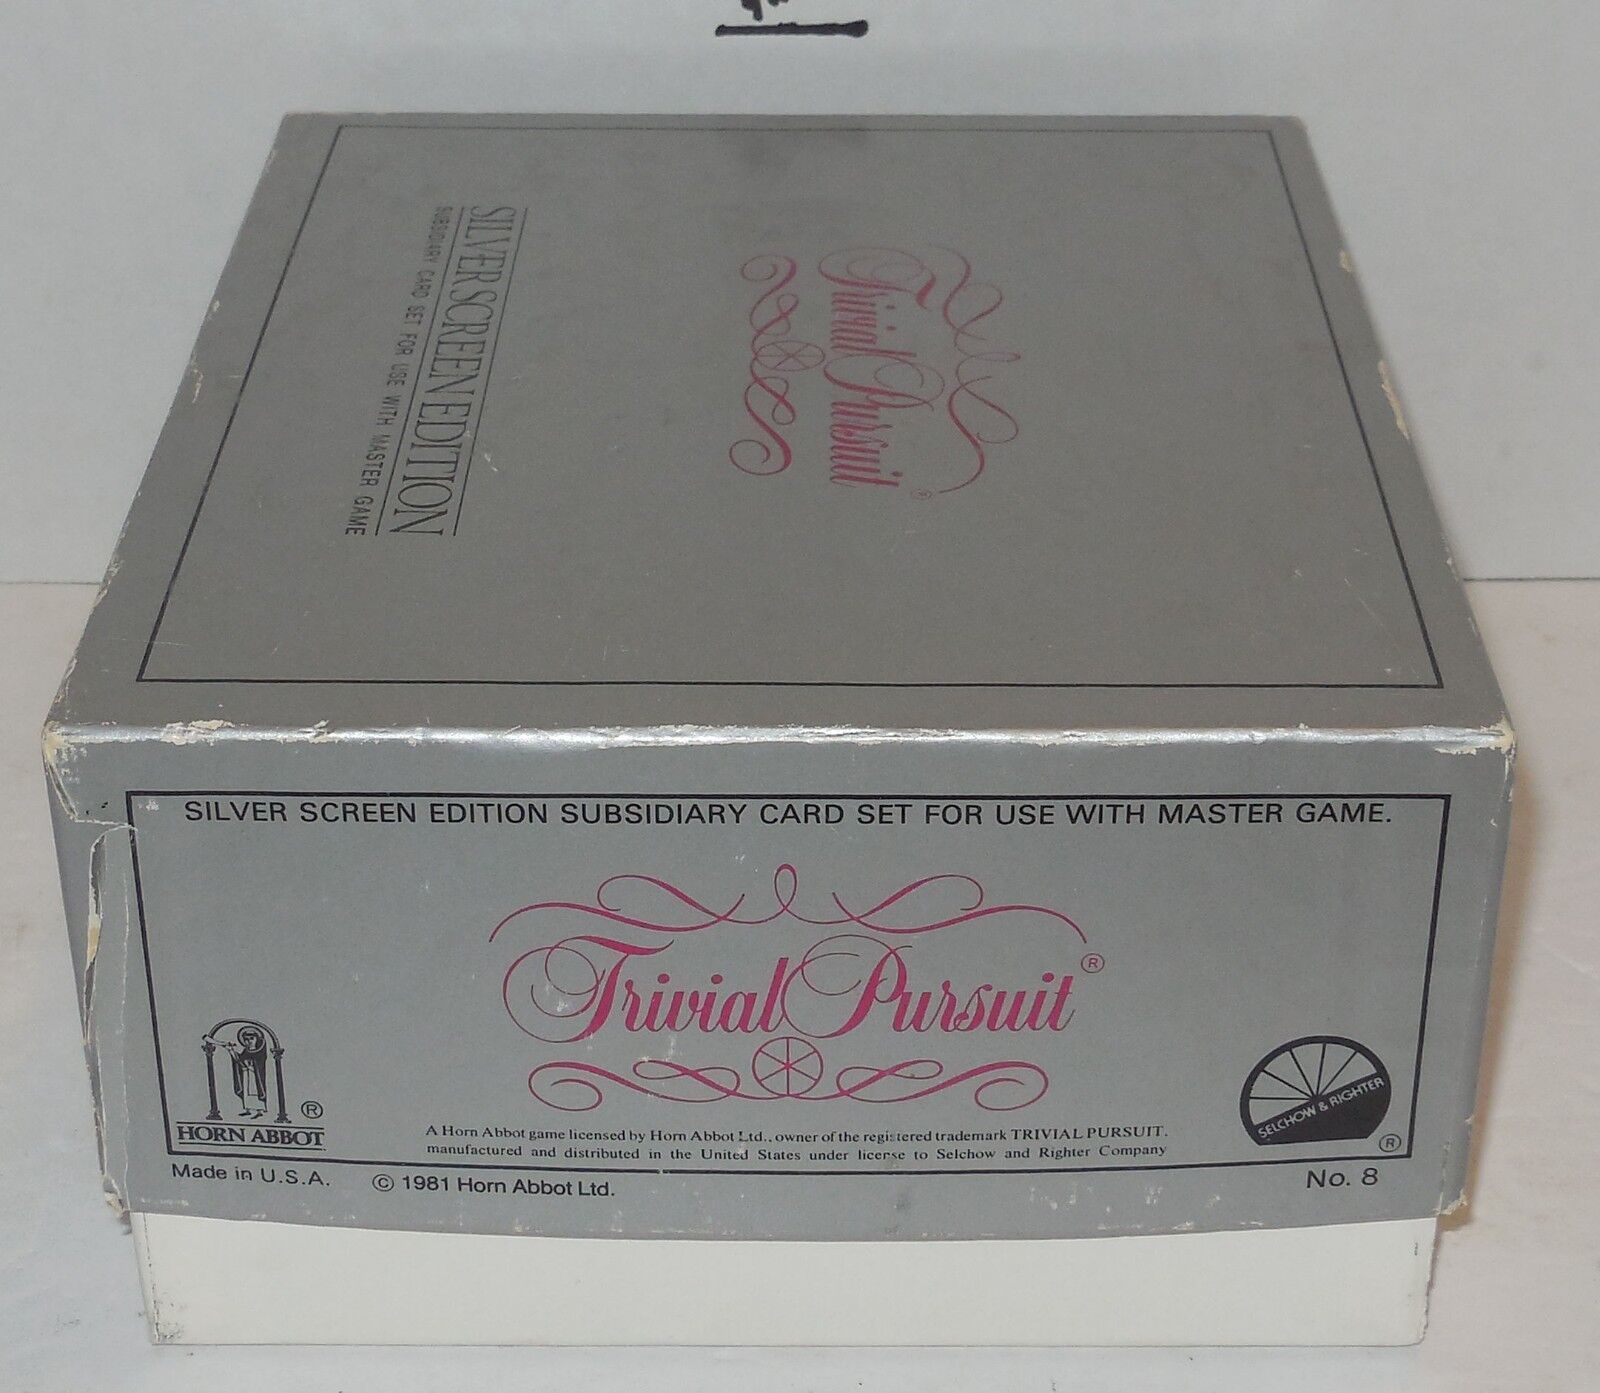 Trivial Pursuit ®
SILVER SCREEN EDITION
SUBSIDIARY CARD SET FOR USE WITH MASTER GAME
SILVER SCREEN EDITION SUBSIDIARY CARD SET FOR USE WITH MASTER GAME.
Trivial Pursuit ®
HORN ABBOT ®
A Horn Abbot game licensed by Horn Abbot Ltd., owner of the registered trademark TRIVIAL PURSUIT.
manufactured and distributed in the United States under license to Selchow and Righter Company
SELCHOW & RIGHTER ®
Made in U.S.A. © 1981 Horn Abbot Ltd. No. 8